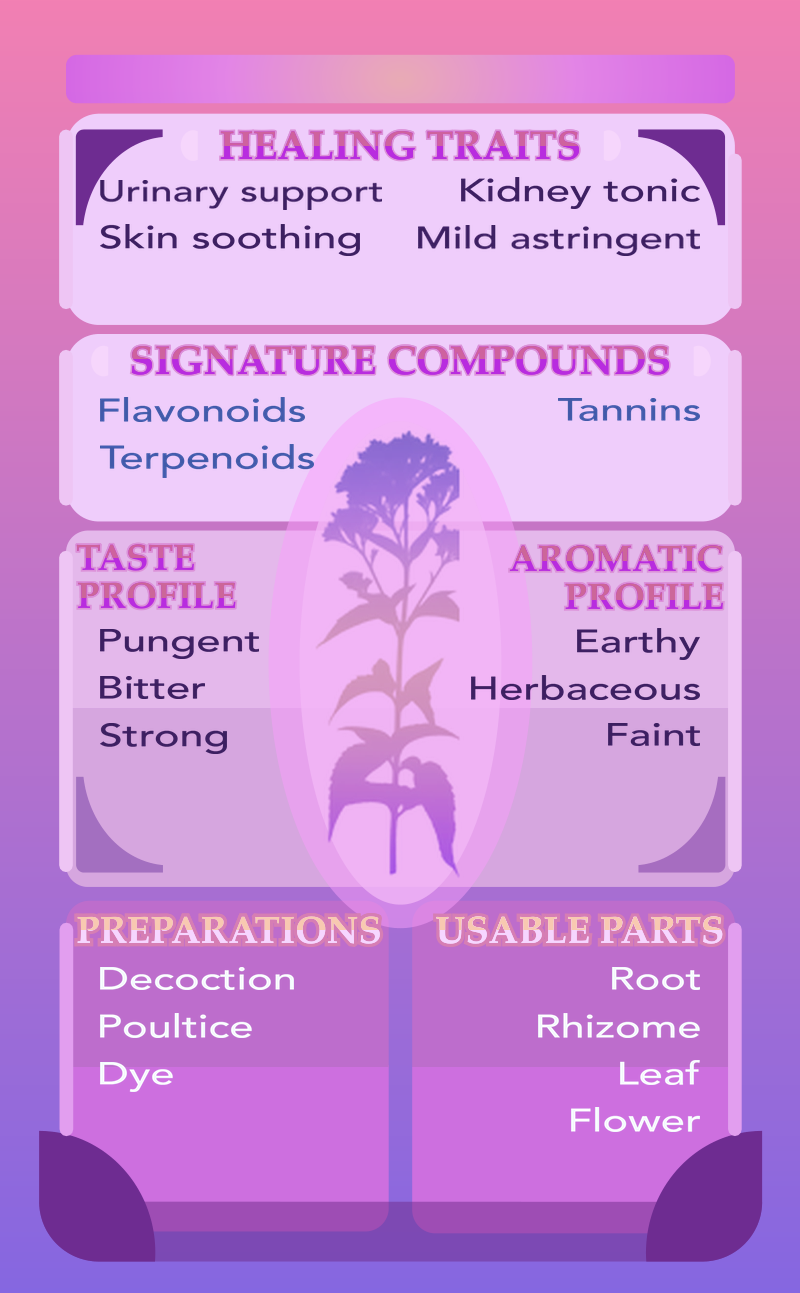 HEALING TRAITS
Urinary support
Kidney tonic
Skin soothing
Mild astringent
SIGNATURE COMPOUNDS
Flavonoids
Tannins
Terpenoids
TASTE
PROFILE
Pungent
Bitter
Strong
AROMATIC
PROFILE
Earthy
Herbaceous
Faint
PREPARATIONS
Decoction
Poultice
Dye
USABLE PARTS
Root
Rhizome
Leaf
Flower